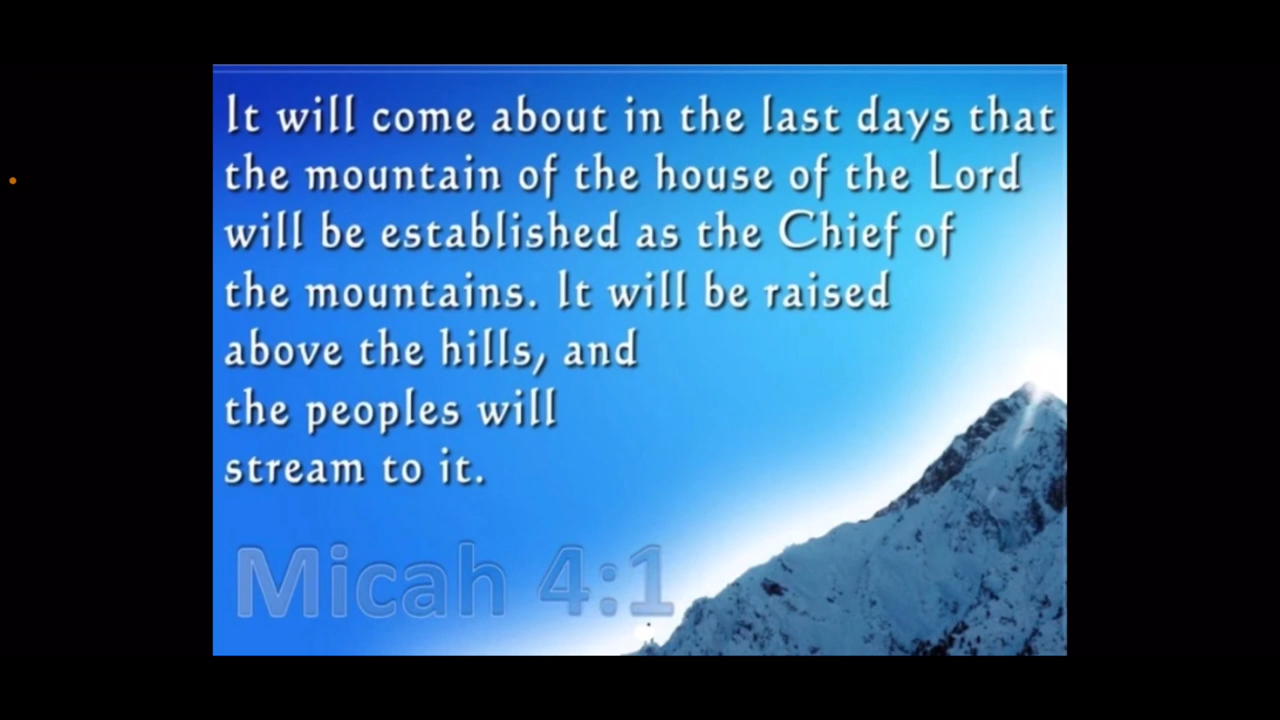 It will come about in the last days that
the mountain of the house of the Lord
will be established as the Chief of
the mountains. It will be raised
above the hills, and
the peoples will
stream to it.
Micah 4:1